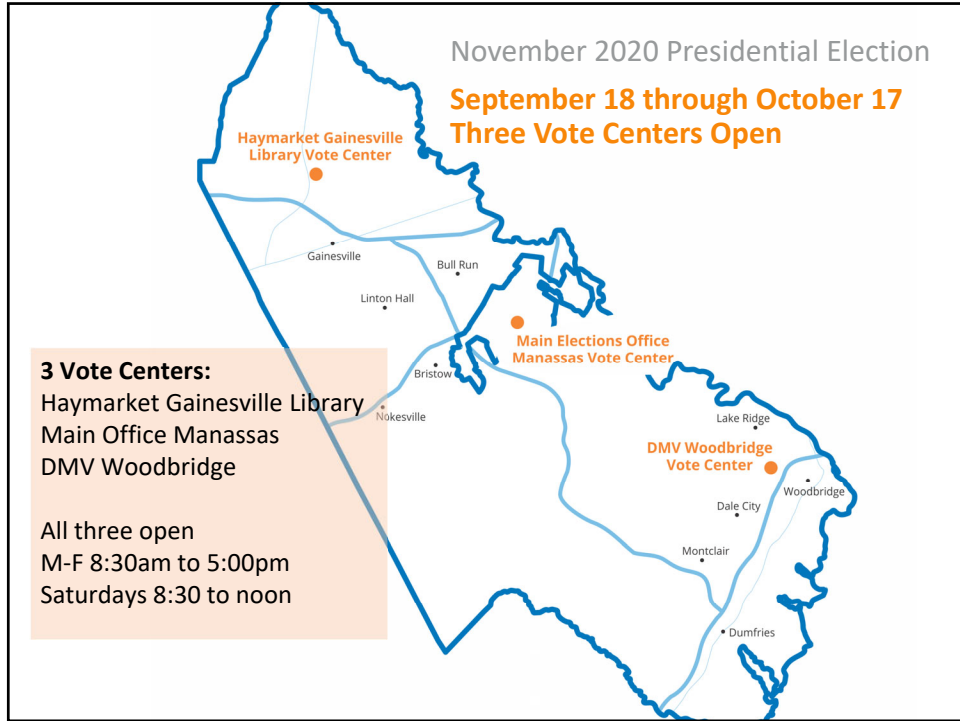 November 2020 Presidential Election
September 18 through October 17
Three Vote Centers Open
Haymarket Gainesville
Library Vote Center
Gainesville
Bull Run
Linton Hall
Main Elections Office
Manassas Vote Center
Bristow
Nokesville
3 Vote Centers:
Haymarket Gainesville Library
Main Office Manassas
DMV Woodbridge
All three open
M-F 8:30am to 5:00pm
Saturdays 8:30 to noon
Lake Ridge
DMV Woodbridge
Vote Center
Woodbridge
Dale City
Montclair
Dumfries